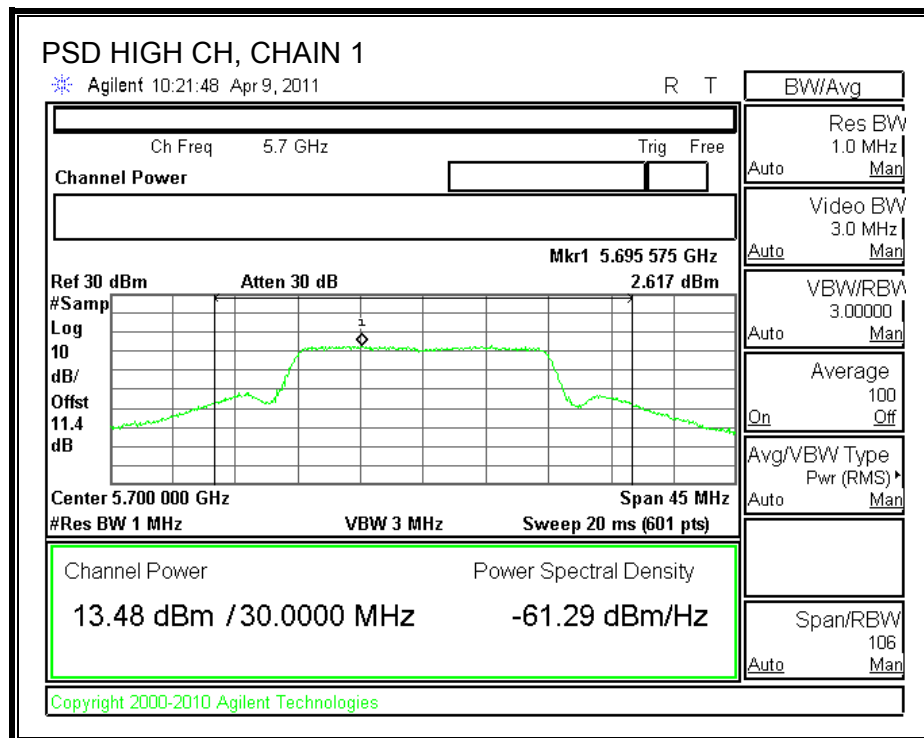 PSD HIGH CH, CHAIN 1
Agilent 10:21:48 Apr 9, 2011 R T
Ch Freq 5.7 GHz Trig Free
Channel Power
Mkr1 5.695 575 GHz
Ref 30 dBm Atten 30 dB 2.617 dBm
#Samp
Log
10
dB/
Offst
11.4
dB
1
Center 5.700 000 GHz Span 45 MHz
#Res BW 1 MHz VBW 3 MHz Sweep 20 ms (601 pts)
Channel Power Power Spectral Density
13.48 dBm / 30.0000 MHz -61.29 dBm/Hz
Copyright 2000-2010 Agilent Technologies
BW/Avg
Res BW
1.0 MHz
Auto Man
Video BW
3.0 MHz
Auto Man
VBW/RBW
3.00000
Auto Man
Average
100
On Off
Avg/VBW Type
Pwr (RMS)
Auto Man
Span/RBW
106
Auto Man